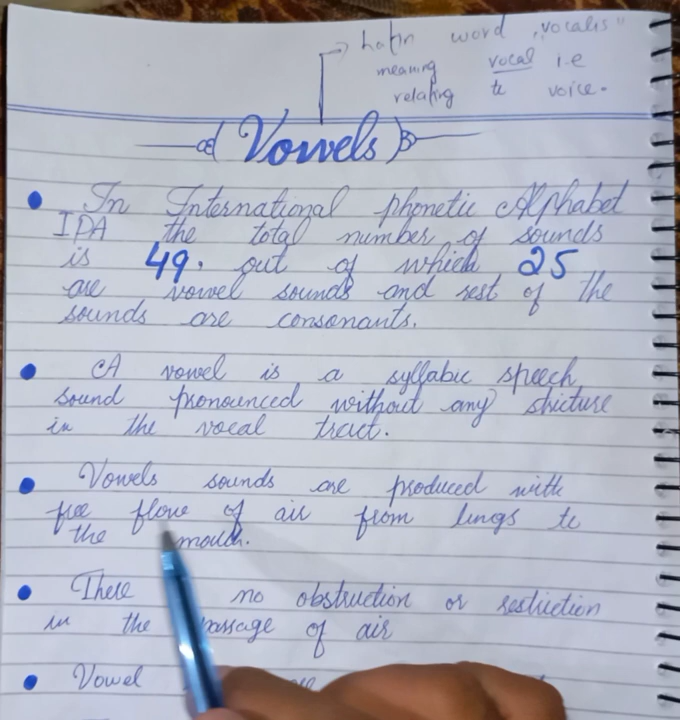 Latin word "vocalis"
meaning vocal i.e
relating to voice.
Vowels
In International phonetic Alphabet
IPA the total number of sounds
is 49. out of which 25
are vowel sounds and rest of the
sounds are consonants.
A vowel is a syllabic speech
sound pronounced without any stricture
in the vocal tract.
Vowels sounds are produced with
free flow of air from lungs to
the mouth.
There no obstruction or restriction
in the passage of air
Vowel